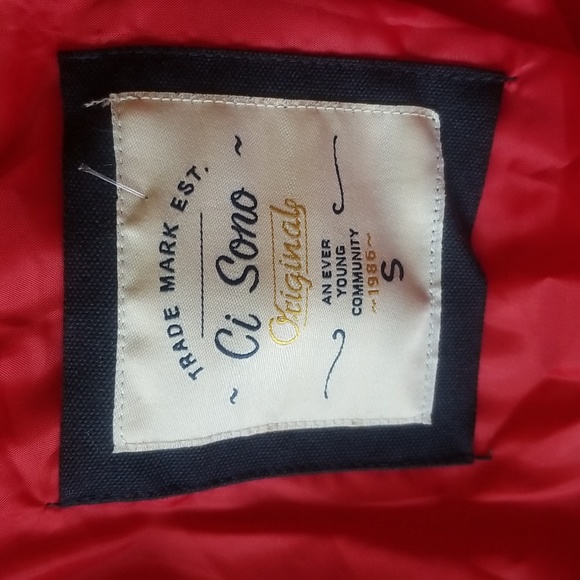 TRADE MARK EST.
~ Ci Sono ~
Originals
AN EVER
YOUNG
COMMUNITY
~1986~
S